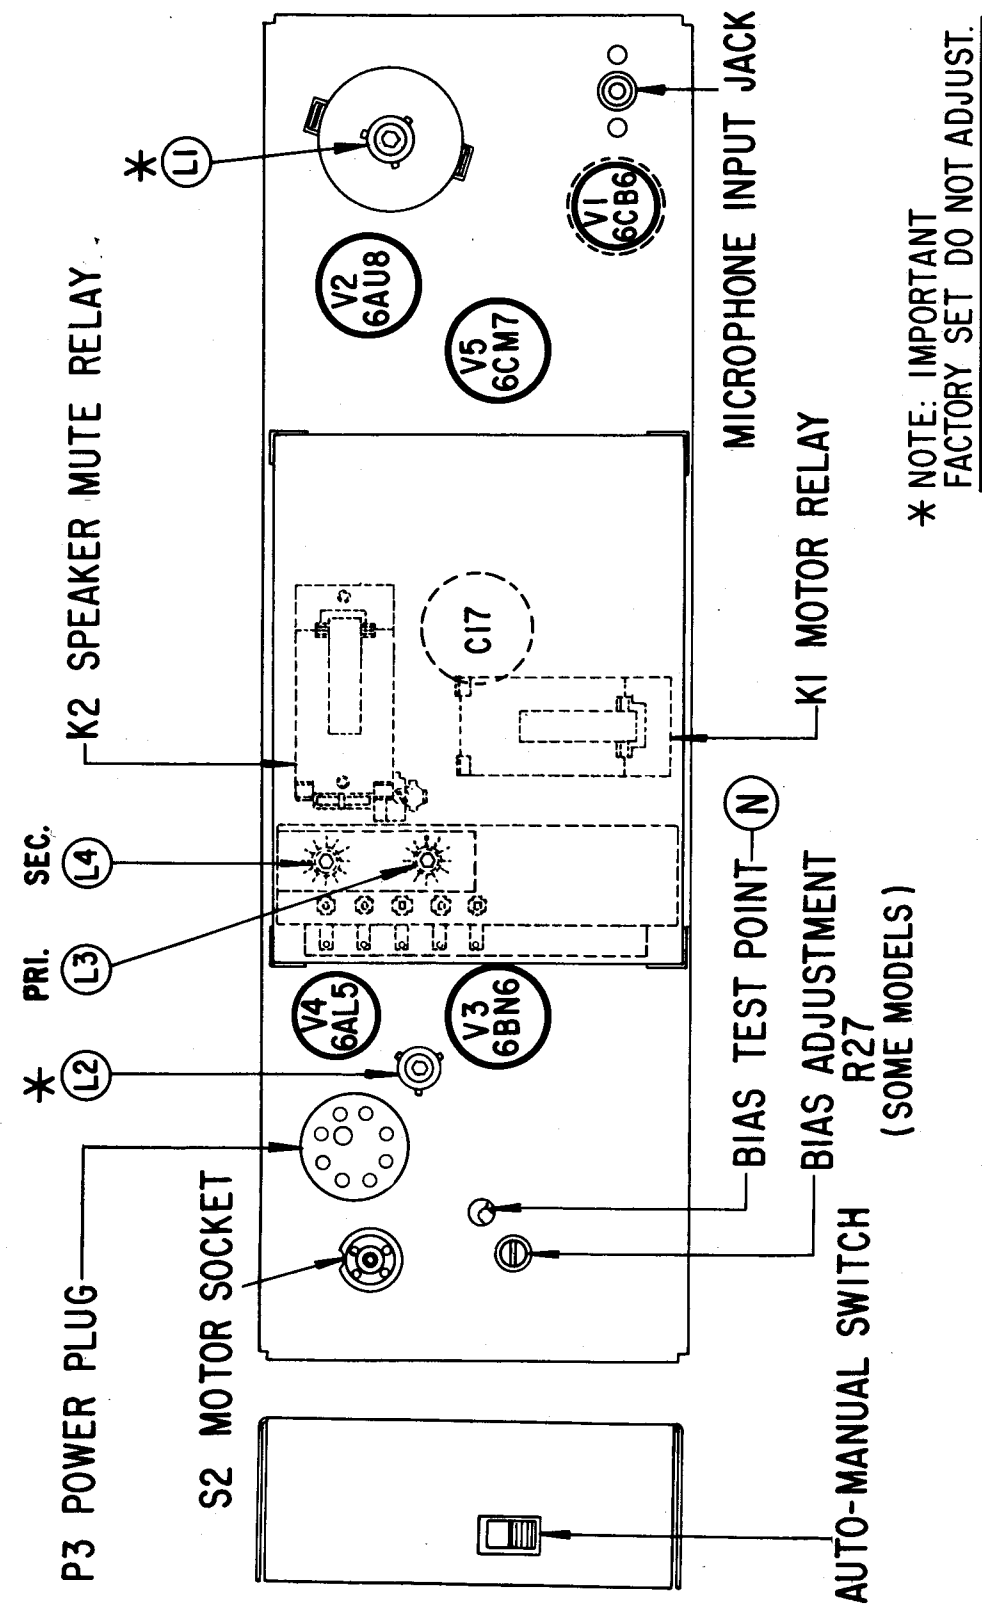 P3 POWER PLUG
S2 MOTOR SOCKET
* L2
PRI.
L3
SEC.
L4
K2 SPEAKER MUTE RELAY
* L1
V4
6AL5
V3
6BN6
C17
V2
6AU8
V5
6CM7
V1
6CB6
AUTO-MANUAL SWITCH
BIAS TEST POINT N
BIAS ADJUSTMENT
R27
(SOME MODELS)
K1 MOTOR RELAY
MICROPHONE INPUT JACK
* NOTE: IMPORTANT
FACTORY SET DO NOT ADJUST.